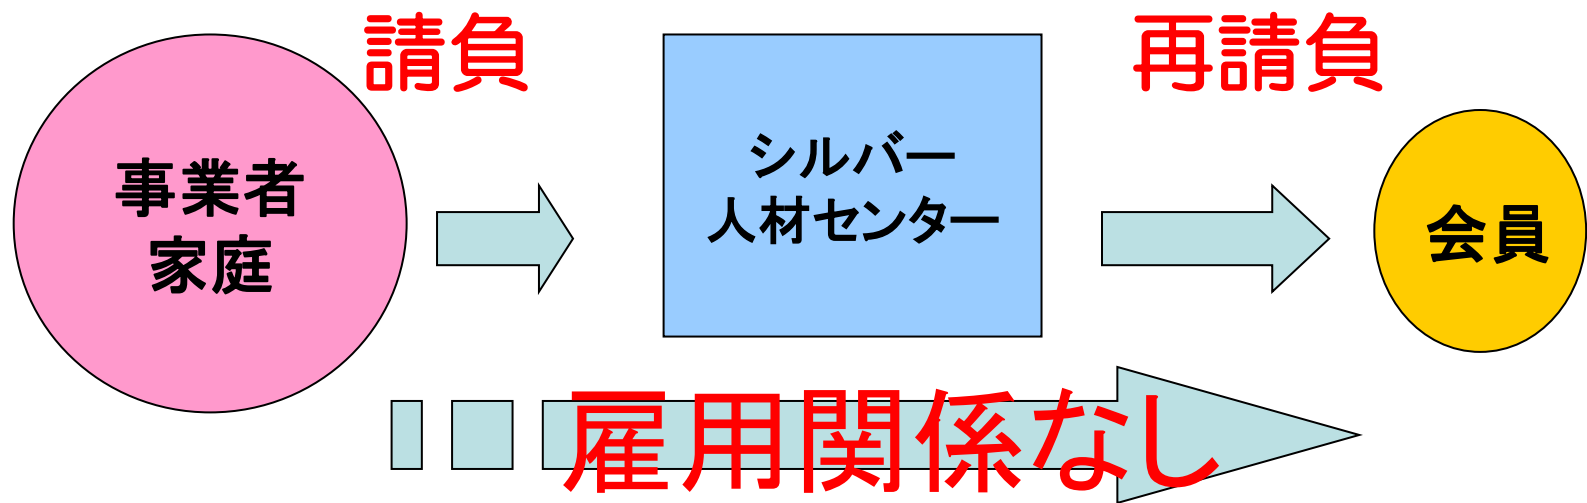 請負
再請負
事業者
家庭
シルバー
人材センター
会員
雇用関係なし